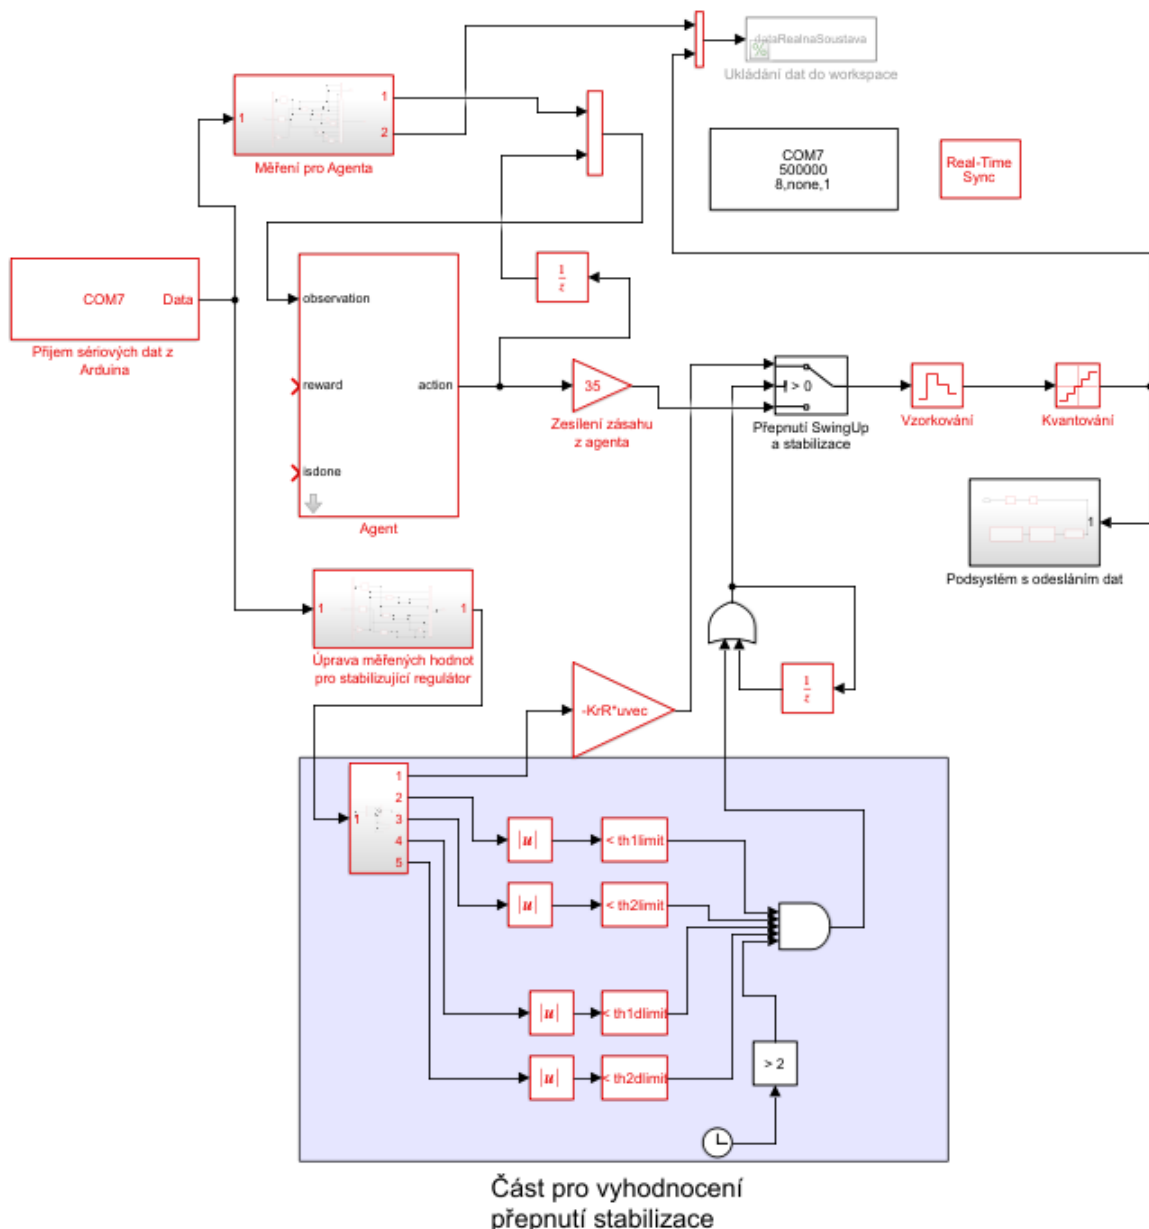 dataRealnaSoustava
%
Ukládání dat do workspace
1
2
1
Měření pro Agenta
COM7
500000
8,none,1
Real-Time
Sync
COM7
Data
Přijem sériových dat z
Arduina
observation
reward
action
isdone
Agent
1
z
35
Zesílení zásahu
z agenta
> 0
Přepnutí SwingUp
a stabilizace
Vzorkování
Kvantování
1
Podsystém s odesláním dat
1
1
Úprava měřených hodnot
pro stabilizující regulátor
1
z
-KrR*uvec
1
1
2
3
4
5
|u|
< th1limit
|u|
< th2limit
|u|
< th1dlimit
|u|
< th2dlimit
> 2
Část pro vyhodnocení
přepnutí stabilizace